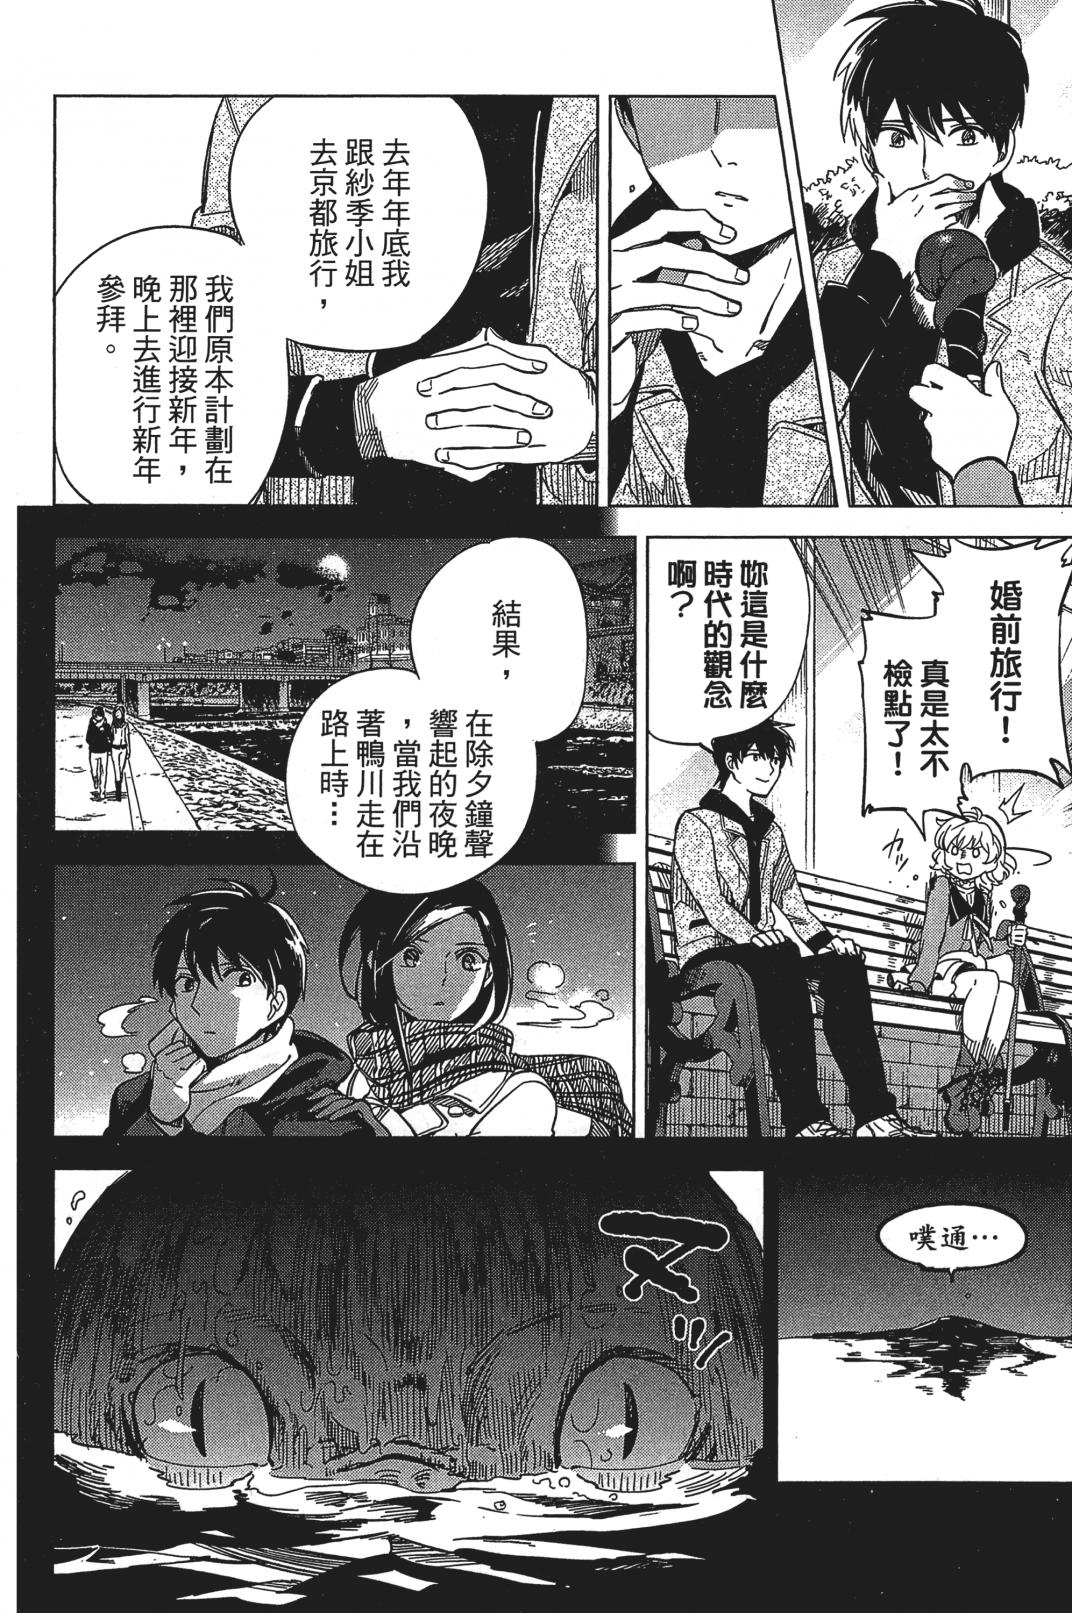 去年年底我
跟紗季小姐
去京都旅行，
我們原本計劃在
那裡迎接新年，
晚上去進行新年
參拜。
婚前旅行！
真是太不
檢點了！
カッ
妳這是什麼
時代的觀念
啊？
結果，
在除夕鐘聲
響起的夜晚
，當我們沿
著鴨川走在
路上時…
噗通…
ヌッ